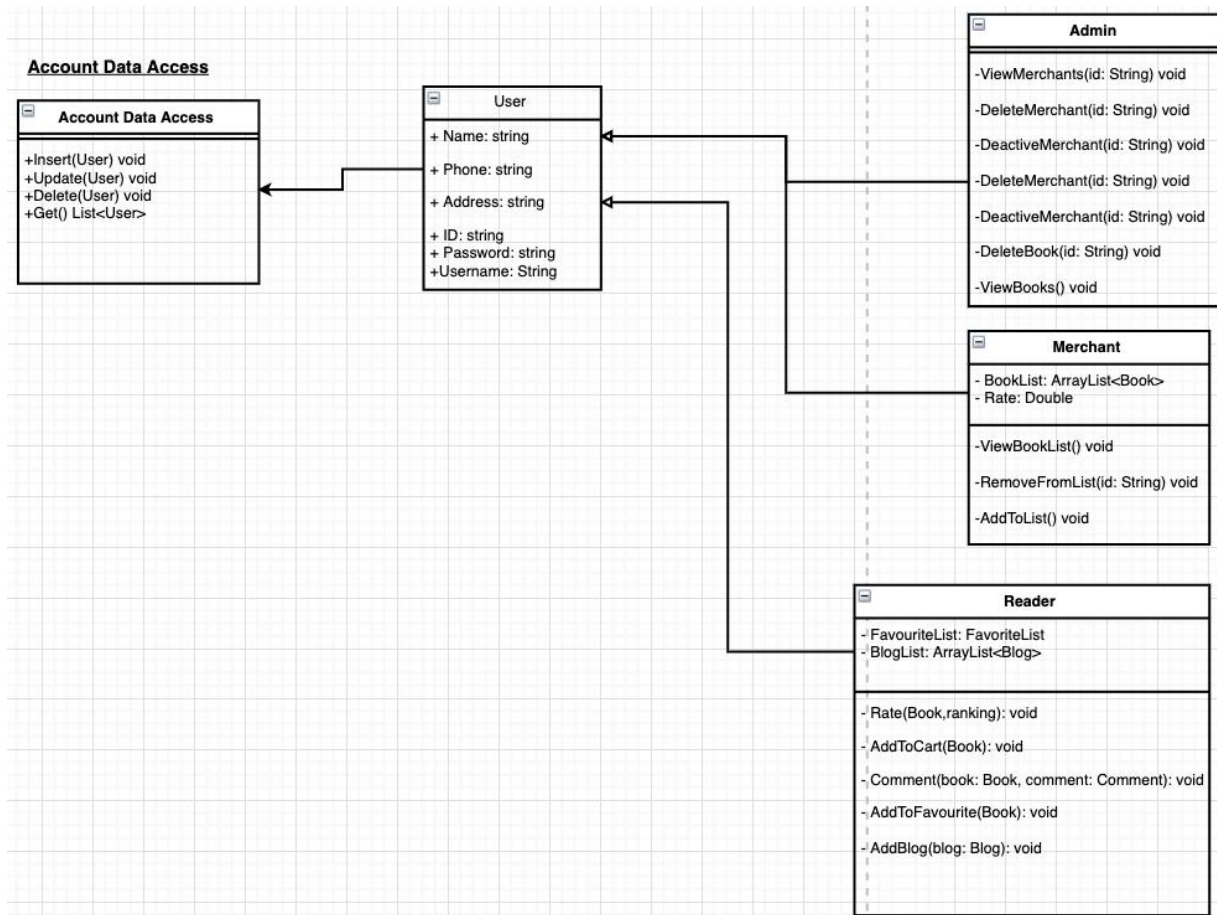 Account Data Access
Account Data Access
+Insert(User) void
+Update(User) void
+Delete(User) void
+Get() List<User>
User
+ Name: string
+ Phone: string
+ Address: string
+ ID: string
+ Password: string
+Username: String
Admin
-ViewMerchants(id: String) void
-DeleteMerchant(id: String) void
-DeactiveMerchant(id: String) void
-DeleteMerchant(id: String) void
-DeactiveMerchant(id: String) void
-DeleteBook(id: String) void
-ViewBooks() void
Merchant
- BookList: ArrayList<Book>
- Rate: Double
-ViewBookList() void
-RemoveFromList(id: String) void
-AddToList() void
Reader
- FavouriteList: FavoriteList
- BlogList: ArrayList<Blog>
- Rate(Book,ranking): void
- AddToCart(Book): void
- Comment(book: Book, comment: Comment): void
- AddToFavourite(Book): void
- AddBlog(blog: Blog): void